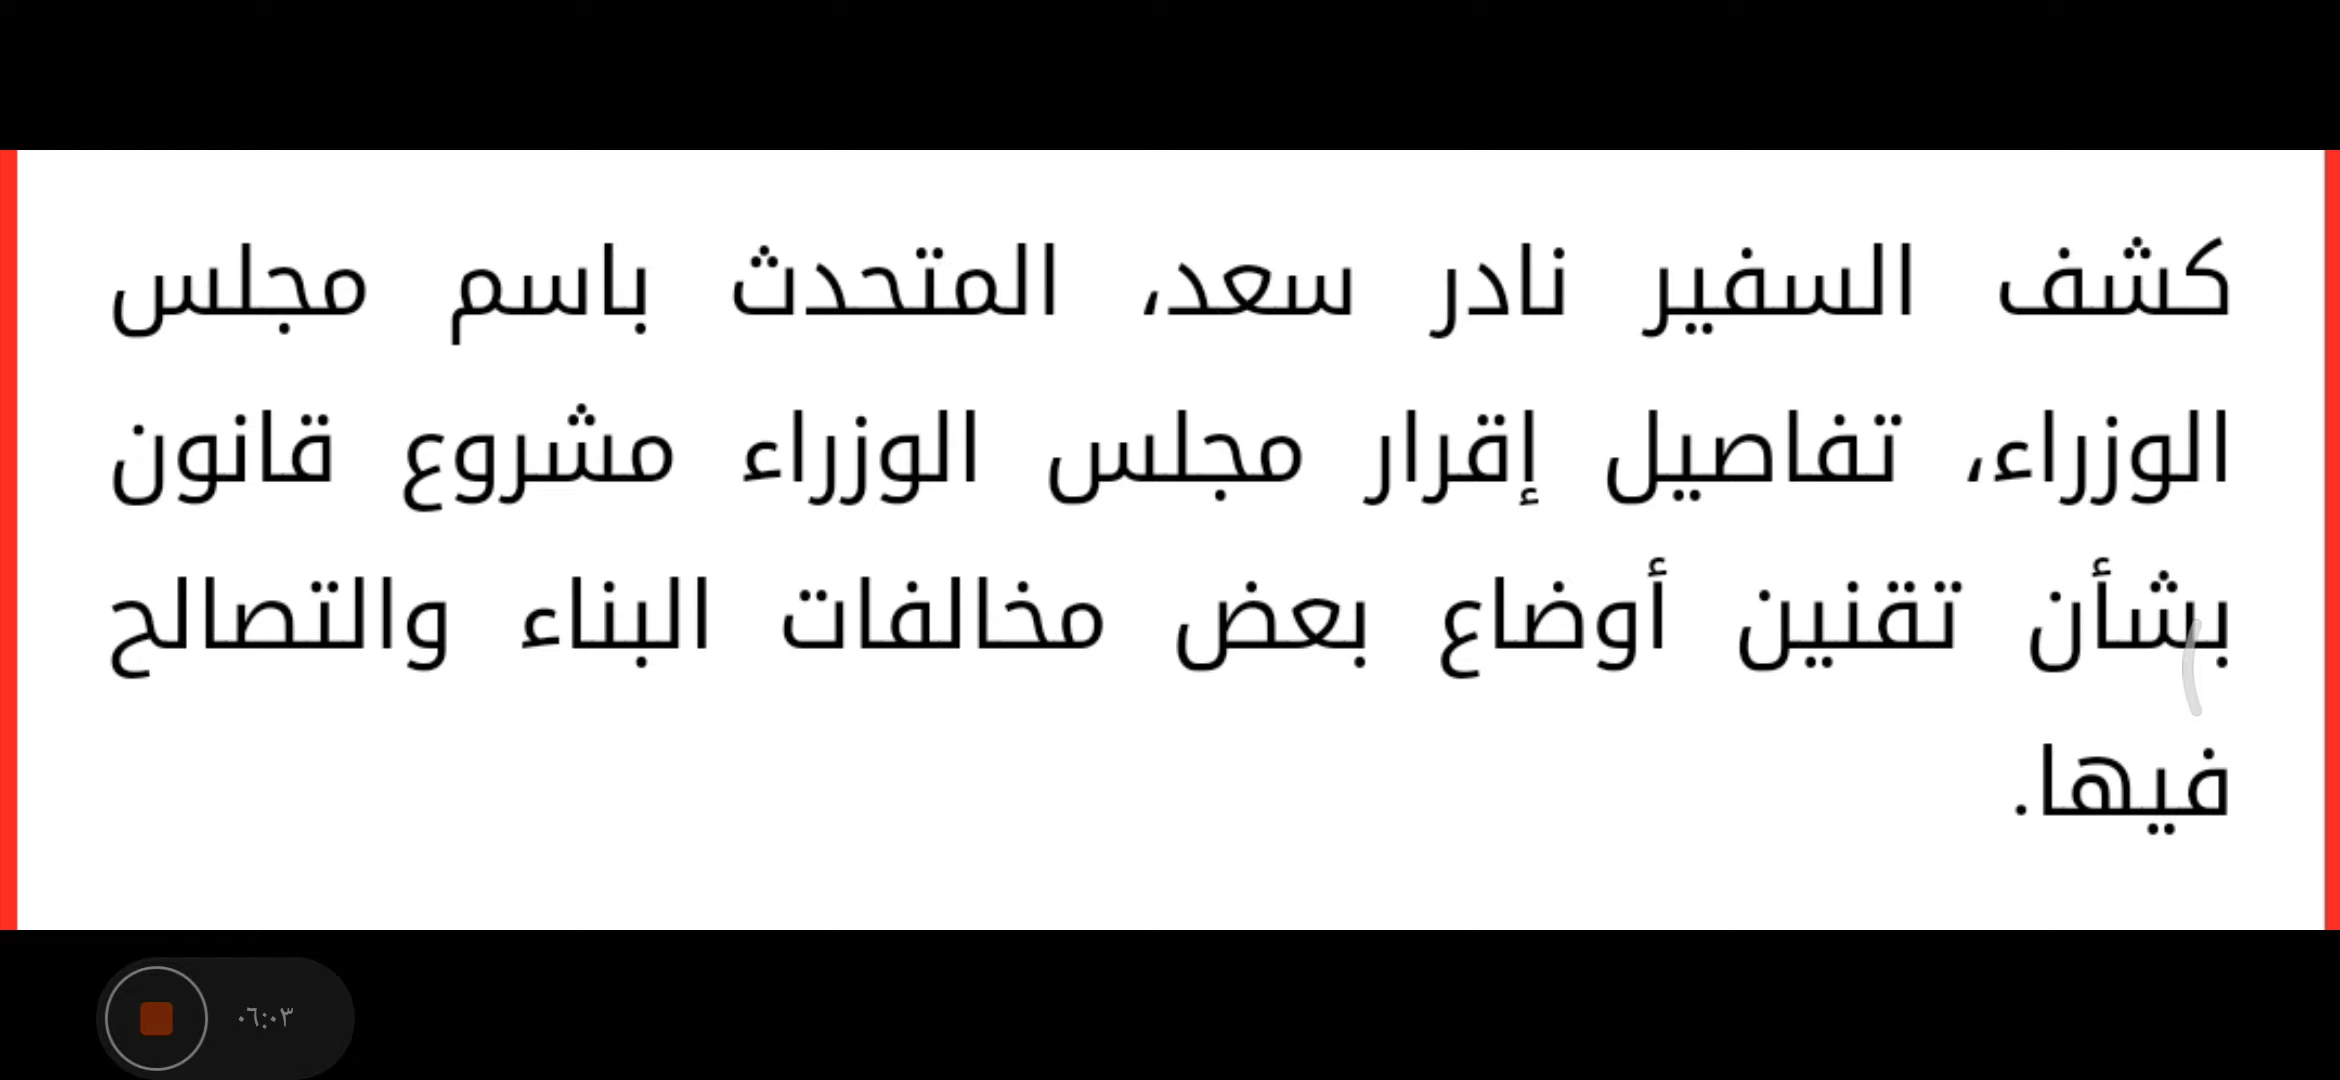 كشف السفير نادر سعد، المتحدث باسم مجلس
الوزراء، تفاصيل إقرار مجلس الوزراء مشروع قانون
بشأن تقنين أوضاع بعض مخالفات البناء والتصالح
فيها.
٠٦:٠٣